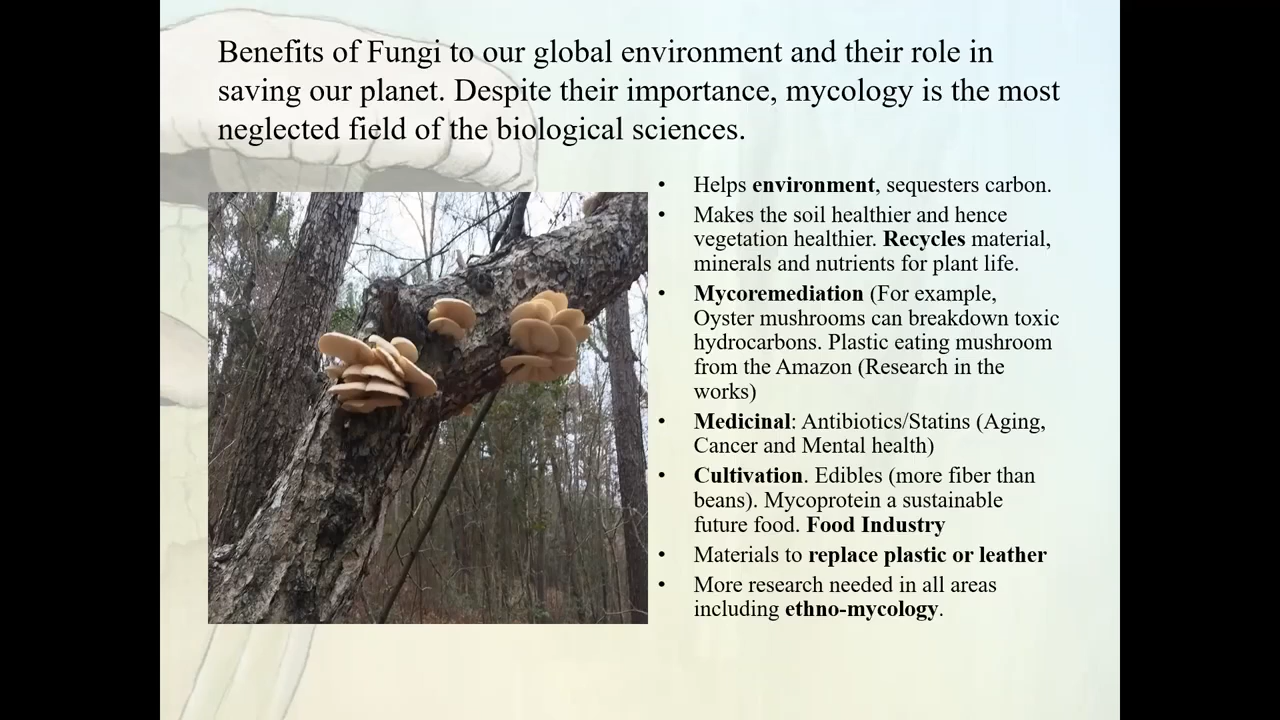 Benefits of Fungi to our global environment and their role in
saving our planet. Despite their importance, mycology is the most
neglected field of the biological sciences.
• Helps environment, sequesters carbon.
• Makes the soil healthier and hence
vegetation healthier. Recycles material,
minerals and nutrients for plant life.
• Mycoremediation (For example,
Oyster mushrooms can breakdown toxic
hydrocarbons. Plastic eating mushroom
from the Amazon (Research in the
works)
• Medicinal: Antibiotics/Statins (Aging,
Cancer and Mental health)
• Cultivation. Edibles (more fiber than
beans). Mycoprotein a sustainable
future food. Food Industry
• Materials to replace plastic or leather
• More research needed in all areas
including ethno-mycology.